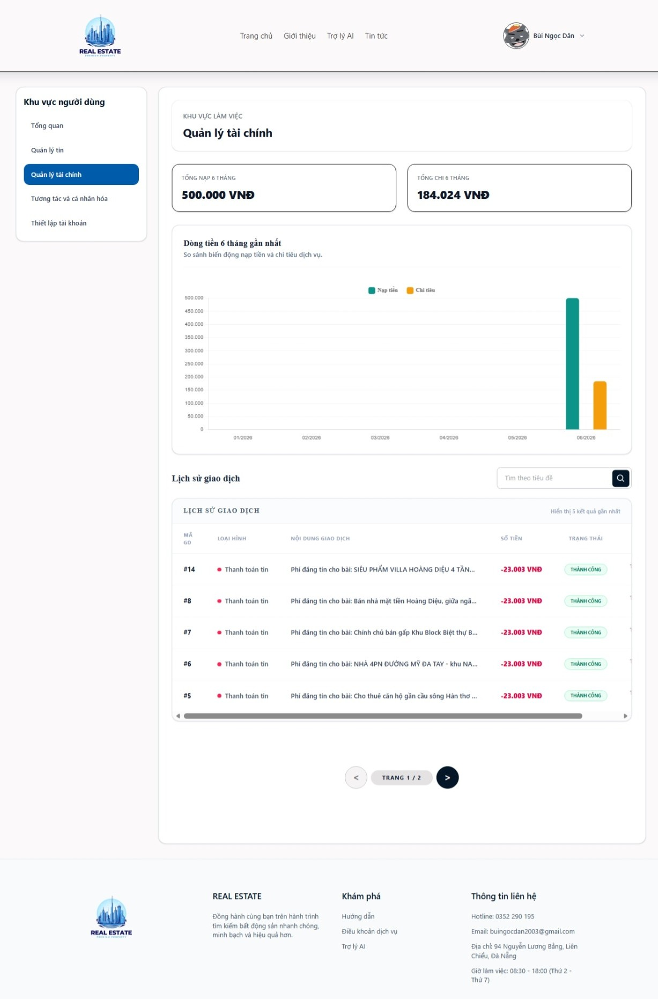 REAL ESTATE
PREMIUM PROPERTY
Trang chủ
Giới thiệu
Trợ lý AI
Tin tức
Bùi Ngọc Dân
Khu vực người dùng
Tổng quan
Quản lý tin
Quản lý tài chính
Tương tác và cá nhân hóa
Thiết lập tài khoản
KHU VỰC LÀM VIỆC
Quản lý tài chính
TỔNG NẠP 6 THÁNG
500.000 VNĐ
TỔNG CHI 6 THÁNG
184.024 VNĐ
Dòng tiền 6 tháng gần nhất
So sánh biến động nạp tiền và chi tiêu dịch vụ.
Nạp tiền
Chi tiêu
500.000
450.000
400.000
350.000
300.000
250.000
200.000
150.000
100.000
50.000
0
01/2026
02/2026
03/2026
04/2026
05/2026
06/2026
Lịch sử giao dịch
Tìm theo tiêu đề
LỊCH SỬ GIAO DỊCH
Hiển thị 5 kết quả gần nhất
MÃ
GD
LOẠI HÌNH
NỘI DUNG GIAO DỊCH
SỐ TIỀN
TRẠNG THÁI
#14 Thanh toán tin Phí đăng tin cho bài: SIÊU PHẨM VILLA HOÀNG DIỆU 4 TẦN... -23.003 VNĐ THÀNH CÔNG
#8 Thanh toán tin Phí đăng tin cho bài: Bán nhà mặt tiền Hoàng Diệu, giữa ngã... -23.003 VNĐ THÀNH CÔNG
#7 Thanh toán tin Phí đăng tin cho bài: Chính chủ bán gấp Khu Block Biệt thự B... -23.003 VNĐ THÀNH CÔNG
#6 Thanh toán tin Phí đăng tin cho bài: NHÀ 4PN ĐƯỜNG MỸ ĐA TAY - khu NA... -23.003 VNĐ THÀNH CÔNG
#5 Thanh toán tin Phí đăng tin cho bài: Cho thuê căn hộ gần cầu sông Hàn thơ ... -23.003 VNĐ THÀNH CÔNG
<
TRANG 1 / 2
>
REAL ESTATE
PREMIUM PROPERTY
REAL ESTATE
Đồng hành cùng bạn trên hành trình
tìm kiếm bất động sản nhanh chóng,
minh bạch và hiệu quả hơn.
Khám phá
Hướng dẫn
Điều khoản dịch vụ
Trợ lý AI
Thông tin liên hệ
Hotline: 0352 290 195
Email: buingocdan2003@gmail.com
Địa chỉ: 94 Nguyễn Lương Bằng, Liên
Chiểu, Đà Nẵng
Giờ làm việc: 08:30 - 18:00 (Thứ 2 -
Thứ 7)